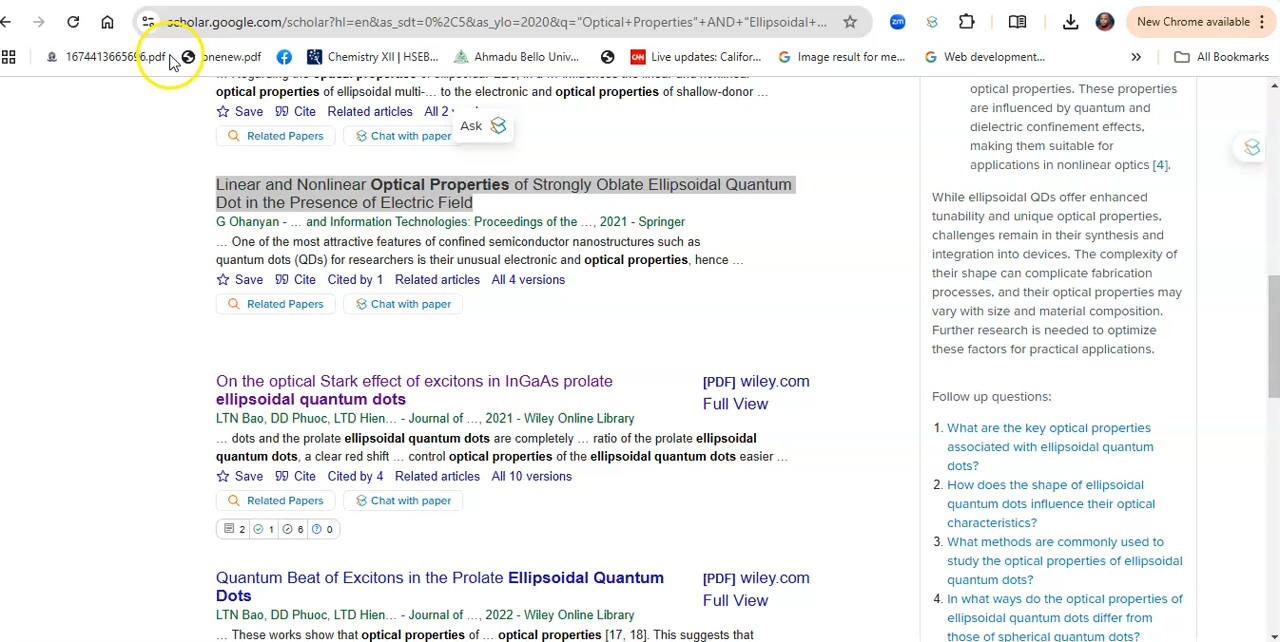 scholar.google.com/scholar?hl=en&as_sdt=0%2C5&as_ylo=2020&q="Optical+Properties"+AND+"Ellipsoidal+...
zm
New Chrome available
1674413665696.pdf
onenew.pdf
Chemistry XII | HSEB...
Ahmadu Bello Univ...
CNN
Live updates: Califor...
Image result for me...
Web development...
»
All Bookmarks
optical properties of ellipsoidal multi-... to the electronic and optical properties of shallow-donor ...
Save Cite Related articles All 2
Related Papers Chat with paper
Ask
Linear and Nonlinear Optical Properties of Strongly Oblate Ellipsoidal Quantum
Dot in the Presence of Electric Field
G Ohanyan - ... and Information Technologies: Proceedings of the ..., 2021 - Springer
... One of the most attractive features of confined semiconductor nanostructures such as
quantum dots (QDs) for researchers is their unusual electronic and optical properties, hence ...
Save Cite Cited by 1 Related articles All 4 versions
Related Papers Chat with paper
On the optical Stark effect of excitons in InGaAs prolate
ellipsoidal quantum dots
[PDF] wiley.com
Full View
LTN Bao, DD Phuoc, LTD Hien... - Journal of ..., 2021 - Wiley Online Library
... dots and the prolate ellipsoidal quantum dots are completely ... ratio of the prolate ellipsoidal
quantum dots, a clear red shift ... control optical properties of the ellipsoidal quantum dots easier ...
Save Cite Cited by 4 Related articles All 10 versions
Related Papers Chat with paper
2 1 6 0
Quantum Beat of Excitons in the Prolate Ellipsoidal Quantum
Dots
[PDF] wiley.com
Full View
LTN Bao, DD Phuoc, LTD Hien... - Journal of ..., 2022 - Wiley Online Library
... These works show that optical properties of ... optical properties [17, 18]. This suggests that
optical properties. These properties
are influenced by quantum and
dielectric confinement effects,
making them suitable for
applications in nonlinear optics [4].
While ellipsoidal QDs offer enhanced
tunability and unique optical properties,
challenges remain in their synthesis and
integration into devices. The complexity of
their shape can complicate fabrication
processes, and their optical properties may
vary with size and material composition.
Further research is needed to optimize
these factors for practical applications.
Follow up questions:
1. What are the key optical properties
associated with ellipsoidal quantum
dots?
2. How does the shape of ellipsoidal
quantum dots influence their optical
characteristics?
3. What methods are commonly used to
study the optical properties of ellipsoidal
quantum dots?
4. In what ways do the optical properties of
ellipsoidal quantum dots differ from
those of spherical quantum dots?